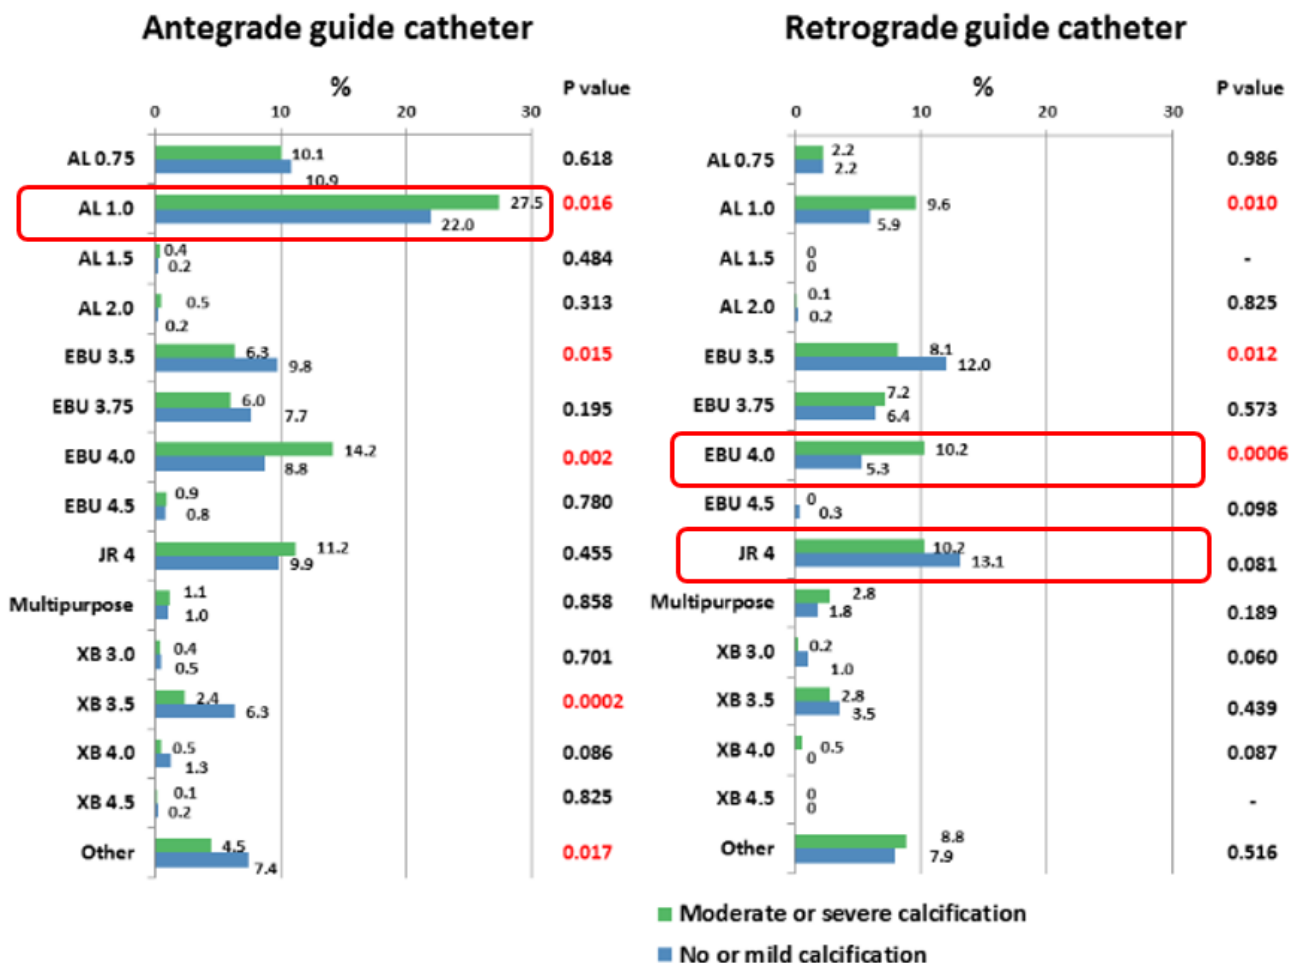 Antegrade guide catheter
% P value
0 10 20 30
AL 0.75 10.1 10.9 0.618
AL 1.0 27.5 22.0 0.016
AL 1.5 0.4 0.2 0.484
AL 2.0 0.5 0.2 0.313
EBU 3.5 6.3 9.8 0.015
EBU 3.75 6.0 7.7 0.195
EBU 4.0 14.2 8.8 0.002
EBU 4.5 0.9 0.8 0.780
JR 4 11.2 9.9 0.455
Multipurpose 1.1 1.0 0.858
XB 3.0 0.4 0.5 0.701
XB 3.5 2.4 6.3 0.0002
XB 4.0 0.5 1.3 0.086
XB 4.5 0.1 0.2 0.825
Other 4.5 7.4 0.017
Retrograde guide catheter
% P value
0 10 20 30
AL 0.75 2.2 2.2 0.986
AL 1.0 9.6 5.9 0.010
AL 1.5 0 0 -
AL 2.0 0.1 0.2 0.825
EBU 3.5 8.1 12.0 0.012
EBU 3.75 7.2 6.4 0.573
EBU 4.0 10.2 5.3 0.0006
EBU 4.5 0 0.3 0.098
JR 4 10.2 13.1 0.081
Multipurpose 2.8 1.8 0.189
XB 3.0 0.2 1.0 0.060
XB 3.5 2.8 3.5 0.439
XB 4.0 0.5 0 0.087
XB 4.5 0 0 -
Other 8.8 7.9 0.516
Moderate or severe calcification
No or mild calcification